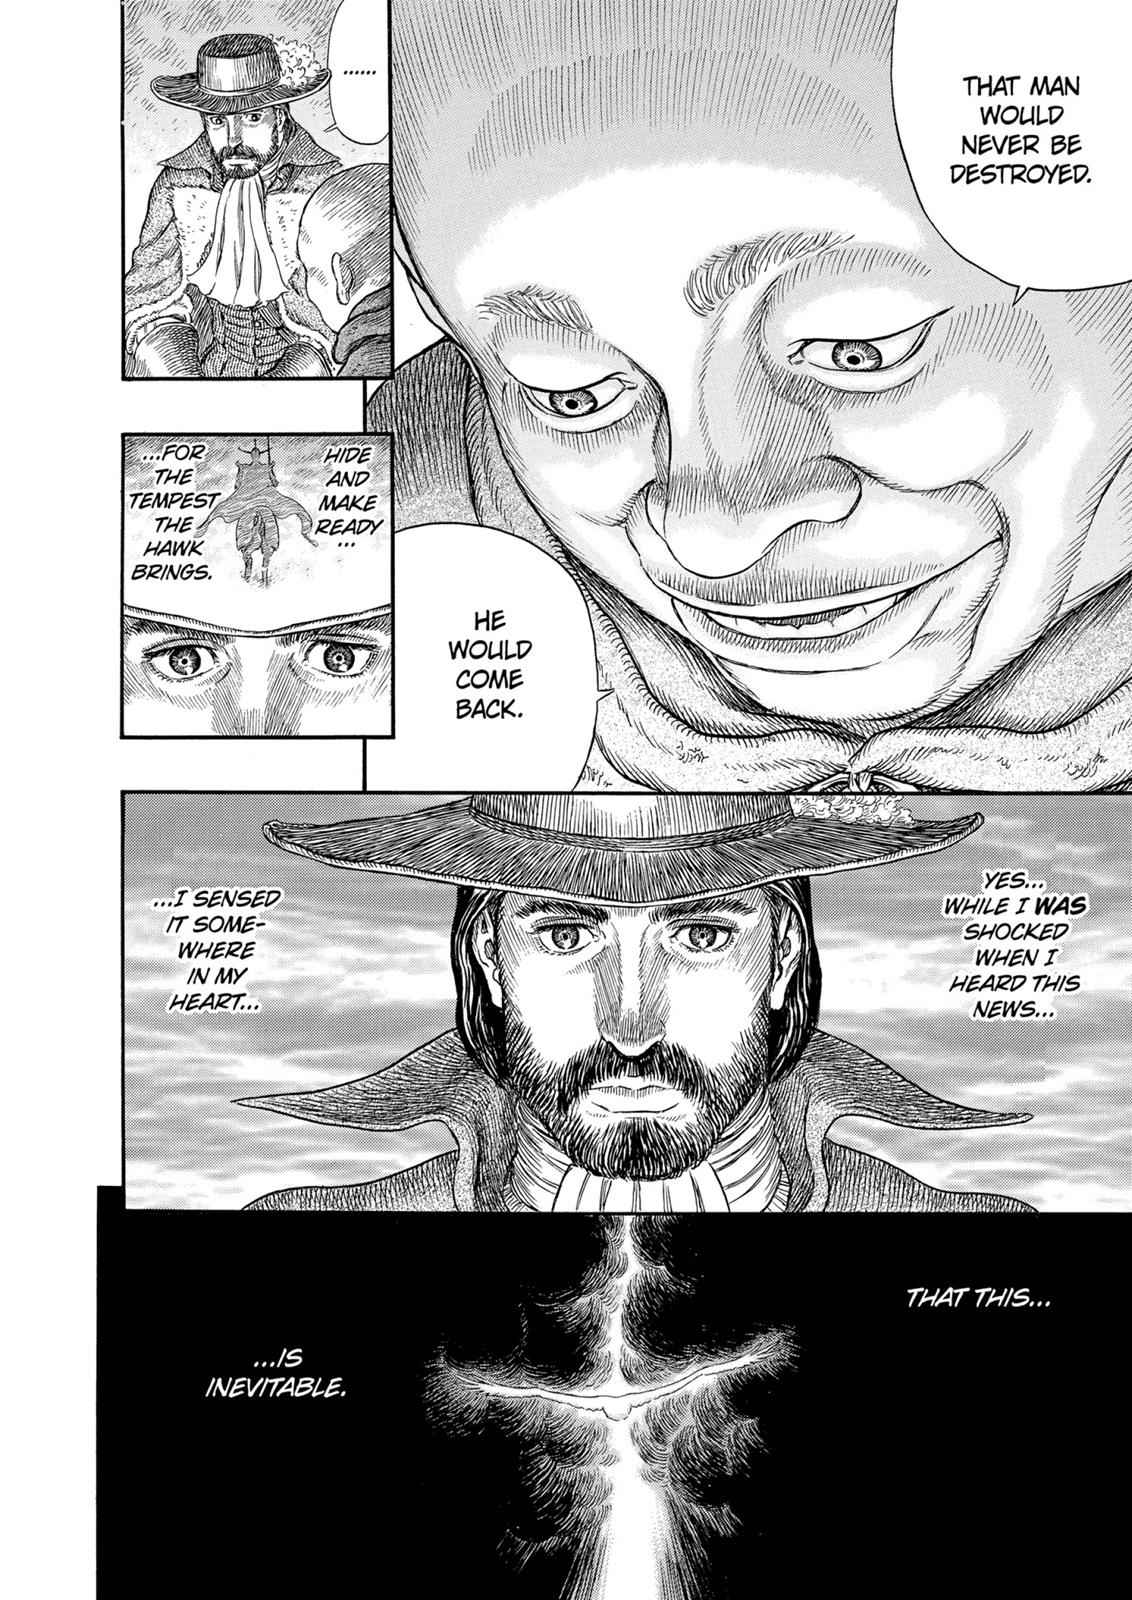 THAT MAN
WOULD
NEVER BE
DESTROYED.
HE
WOULD
COME
BACK.
......
HIDE
AND
MAKE
READY
...
...FOR
THE
TEMPEST
THE
HAWK
BRINGS.
YES...
WHILE I WAS
SHOCKED
WHEN I
HEARD THIS
NEWS...
...I SENSED
IT SOME-
WHERE
IN MY
HEART...
THAT THIS...
...IS
INEVITABLE.